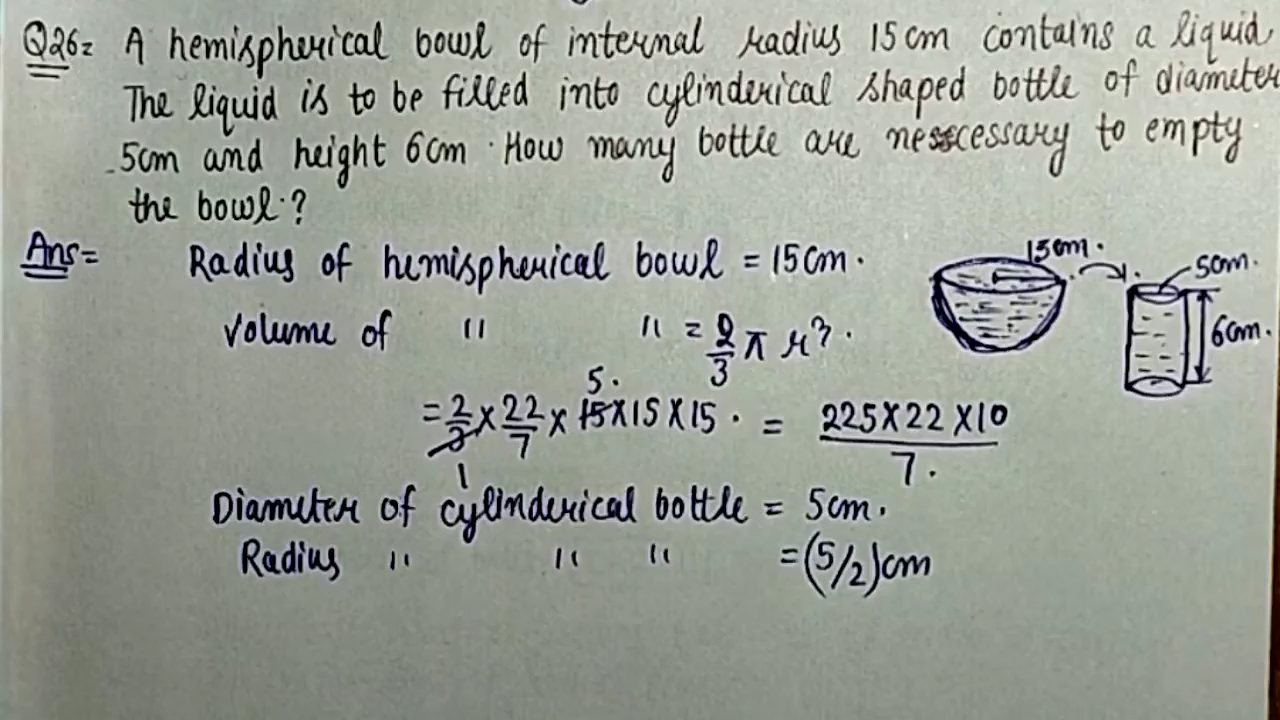 Q26= A hemispherical bowl of internal radius 15cm contains a liquid.
The liquid is to be filled into cylinderical shaped bottle of diameter
5cm and height 6cm. How many bottle are nesscessary to empty
the bowl.?
Ans= Radius of hemispherical bowl = 15cm.
15cm.
5cm.
6cm.
Volume of " " = 2/3 π r³.
= 2/3 × 22/7 × 15×15×15. = 225×22×10/7.
5.
1
Diameter of cylinderical bottle = 5cm.
Radius " " " = (5/2)cm